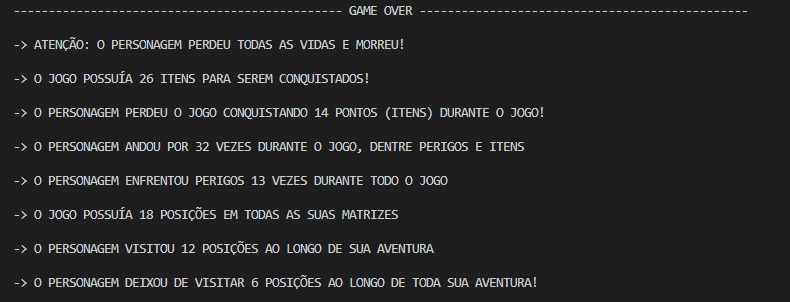 ------------------------------------------------- GAME OVER -------------------------------------------------
-> ATENÇÃO: O PERSONAGEM PERDEU TODAS AS VIDAS E MORREU!
-> O JOGO POSSUÍA 26 ITENS PARA SEREM CONQUISTADOS!
-> O PERSONAGEM PERDEU O JOGO CONQUISTANDO 14 PONTOS (ITENS) DURANTE O JOGO!
-> O PERSONAGEM ANDOU POR 32 VEZES DURANTE O JOGO, DENTRE PERIGOS E ITENS
-> O PERSONAGEM ENFRENTOU PERIGOS 13 VEZES DURANTE TODO O JOGO
-> O JOGO POSSUÍA 18 POSIÇÕES EM TODAS AS SUAS MATRIZES
-> O PERSONAGEM VISITOU 12 POSIÇÕES AO LONGO DE SUA AVENTURA
-> O PERSONAGEM DEIXOU DE VISITAR 6 POSIÇÕES AO LONGO DE TODA SUA AVENTURA!